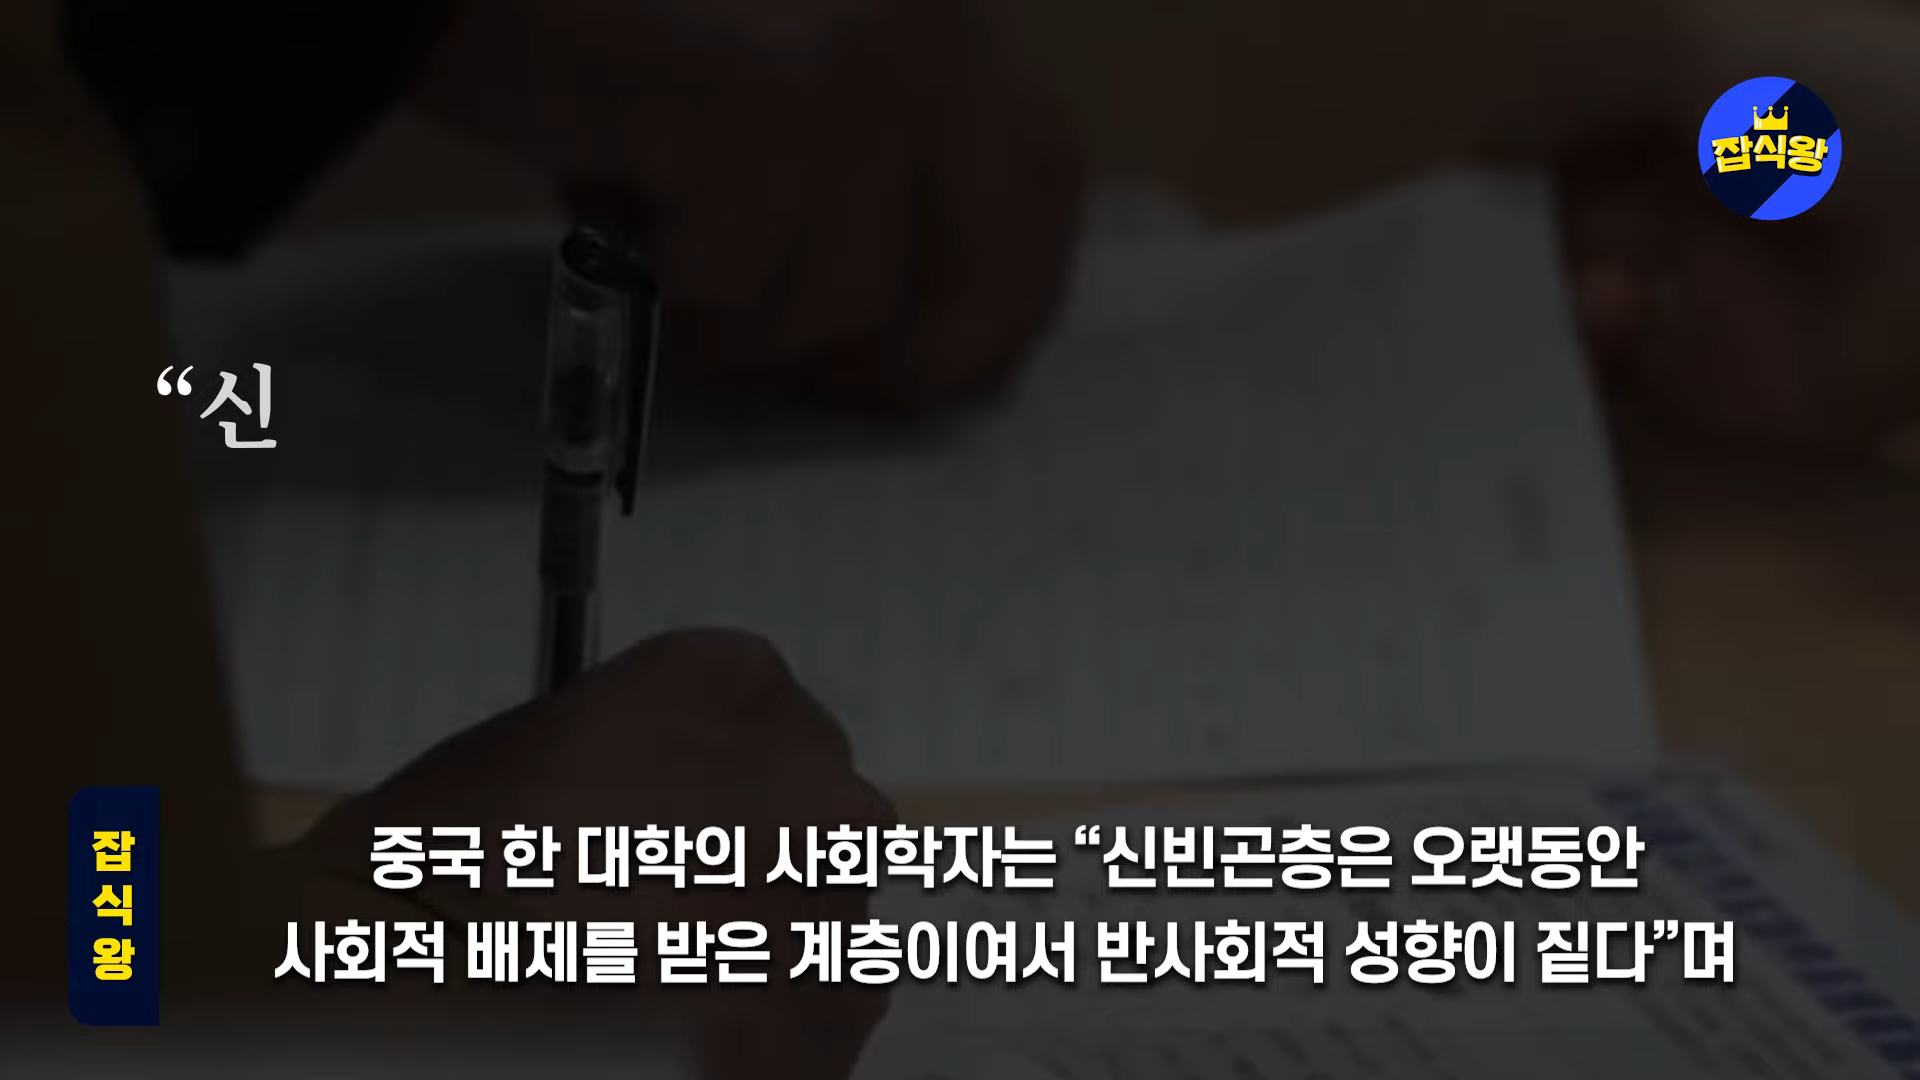 잡식왕
“신
잡식왕
중국 한 대학의 사회학자는 “신빈곤층은 오랫동안
사회적 배제를 받은 계층이여서 반사회적 성향이 짙다”며